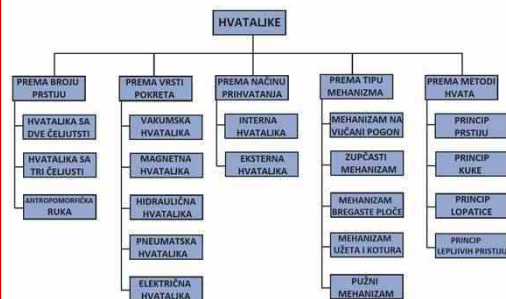 HVATALJKE
PREMA BROJU
PRSTIJU
HVATALJKA SA
DVE ČELJUTSTI
HVATALJKA SA
TRI ČELJUSTI
ANTROPOMORFIČKA
RUKA
PREMA VRSTI
POKRETA
VAKUMSKA
HVATALJKA
MAGNETNA
HVATALJKA
HIDRAULIČNA
HVATALJKA
PNEUMATSKA
HVATALJKA
ELEKTRIČNA
HVATALJKA
PREMA NAČINU
PRIHVATANJA
INTERNA
HVATALJKA
EKSTERNA
HVATALJKA
PREMA TIPU
MEHANIZMA
MEHANIZAM NA
VIJČANI POGON
ZUPČASTI
MEHANIZAM
MEHANIZAM
BREGASTE PLOČE
MEHANIZAM
UŽETA I KOTURA
PUŽNI
MEHANIZAM
PREMA METODI
HVATA
PRINCIP
PRSTIJU
PRINCIP
KUKE
PRINCIP
LOPATICE
PRINCIP
LEPLJIVIH PRISTIJU